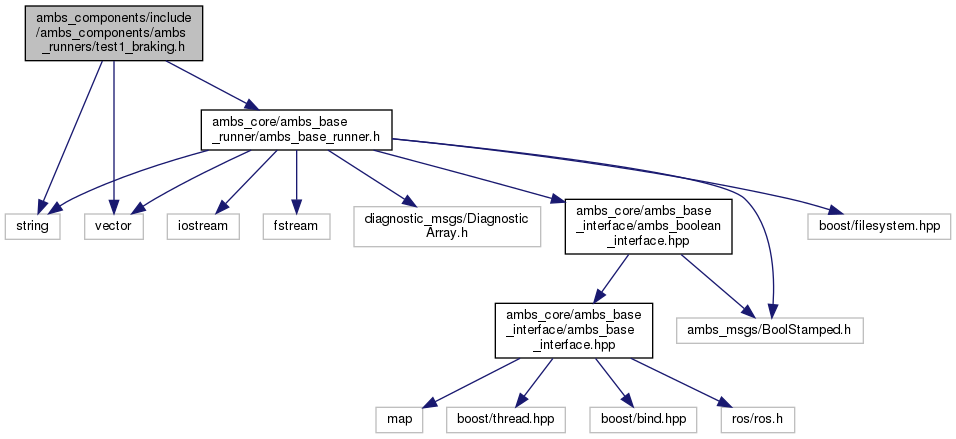 ambs_components/include
/ambs_components/ambs
_runners/test1_braking.h
ambs_core/ambs_base
_runner/ambs_base_runner.h
string
vector
iostream
fstream
diagnostic_msgs/Diagnostic
Array.h
ambs_core/ambs_base
_interface/ambs_boolean
_interface.hpp
boost/filesystem.hpp
ambs_core/ambs_base
_interface/ambs_base
_interface.hpp
ambs_msgs/BoolStamped.h
map
boost/thread.hpp
boost/bind.hpp
ros/ros.h